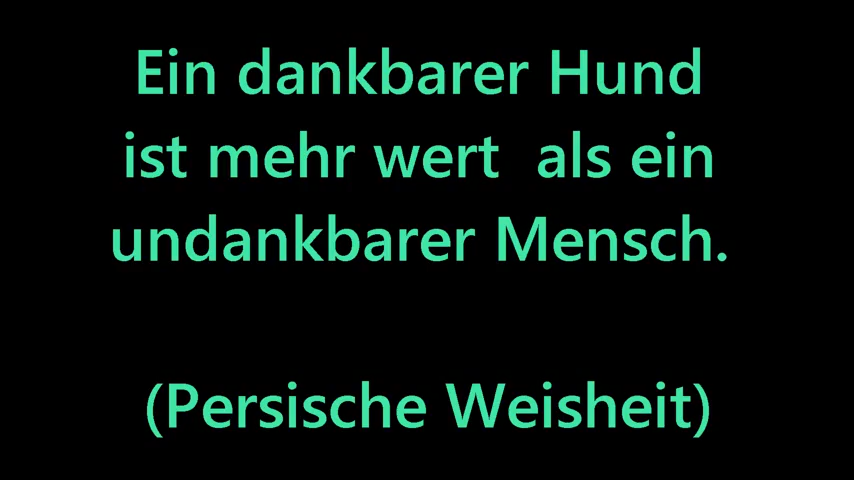 Ein dankbarer Hund
ist mehr wert  als ein
undankbarer Mensch.
(Persische Weisheit)